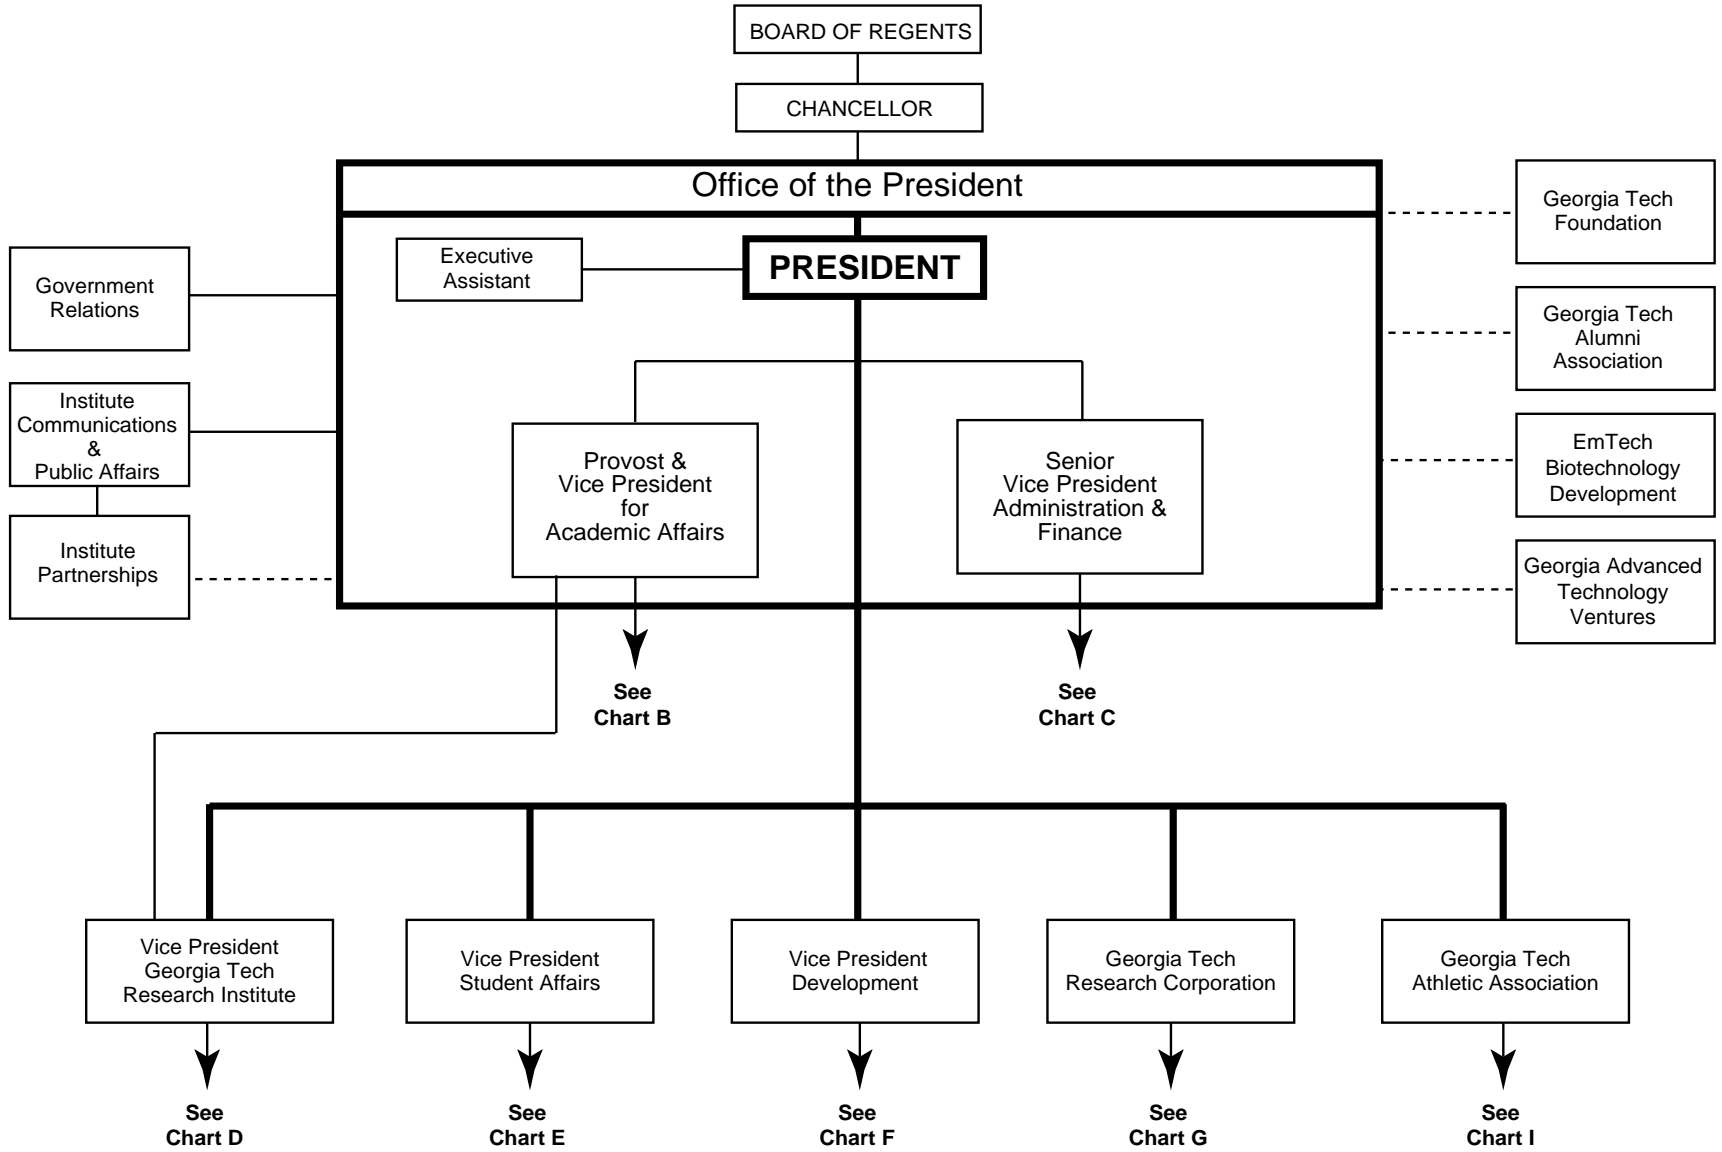 BOARD OF REGENTS
CHANCELLOR
Office of the President
Executive
Assistant
PRESIDENT
Government
Relations
Institute
Communications
&
Public Affairs
Institute
Partnerships
Georgia Tech
Foundation
Georgia Tech
Alumni
Association
EmTech
Biotechnology
Development
Georgia Advanced
Technology
Ventures
Provost &
Vice President
for
Academic Affairs
Senior
Vice President
Administration &
Finance
See
Chart B
See
Chart C
Vice President
Georgia Tech
Research Institute
Vice President
Student Affairs
Vice President
Development
Georgia Tech
Research Corporation
Georgia Tech
Athletic Association
See
Chart D
See
Chart E
See
Chart F
See
Chart G
See
Chart I